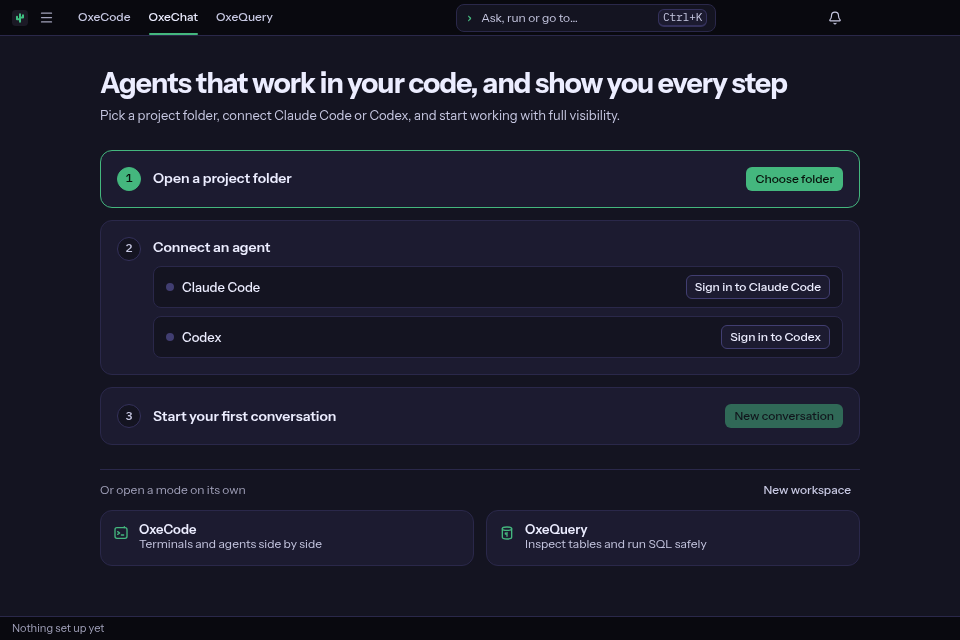 OxeCode OxeChat OxeQuery
› Ask, run or go to... Ctrl+K
Agents that work in your code, and show you every step
Pick a project folder, connect Claude Code or Codex, and start working with full visibility.
1 Open a project folder Choose folder
2 Connect an agent
Claude Code Sign in to Claude Code
Codex Sign in to Codex
3 Start your first conversation New conversation
Or open a mode on its own New workspace
OxeCode
Terminals and agents side by side
OxeQuery
Inspect tables and run SQL safely
Nothing set up yet